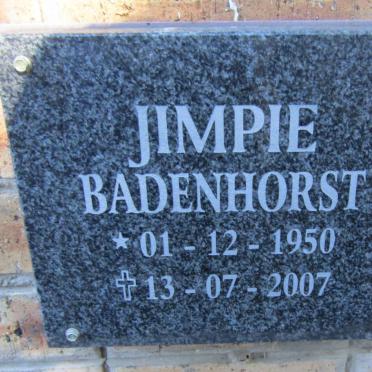 JIMPIE
BADENHORST
★ 01 - 12 - 1950
✝ 13 - 07 - 2007